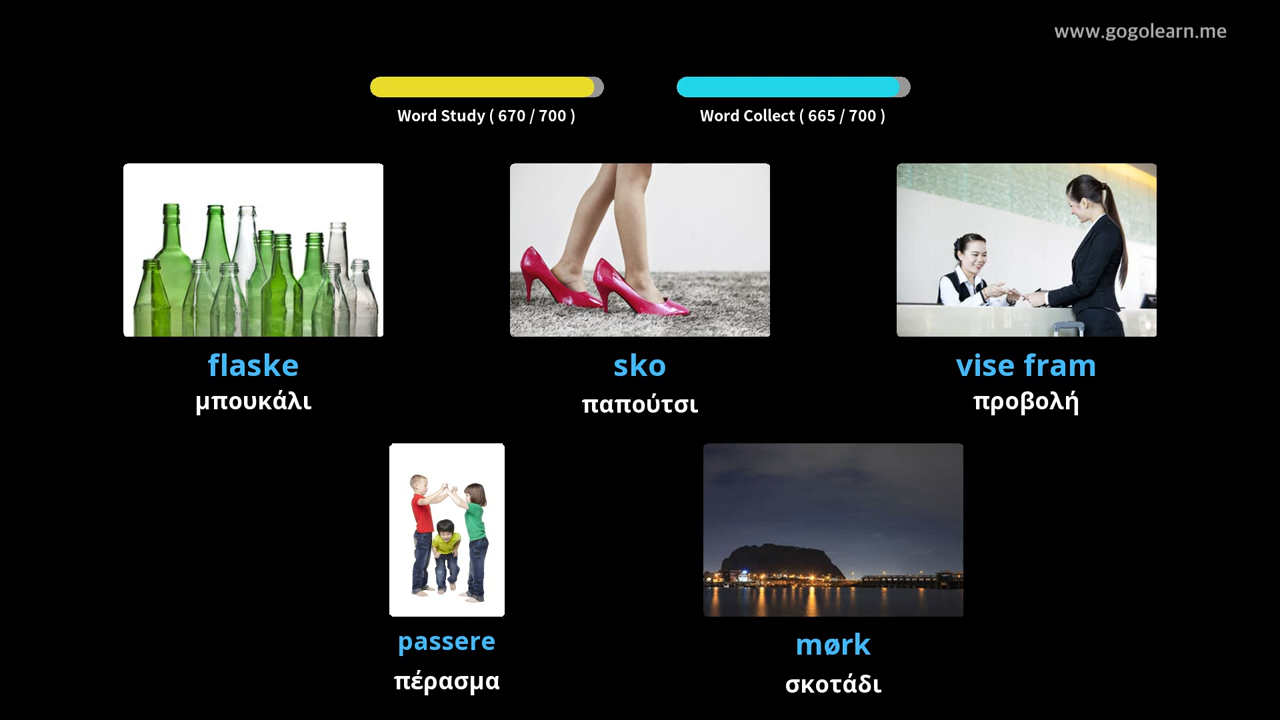 www.gogolearn.me
Word Study ( 670 / 700 )
Word Collect ( 665 / 700 )
flaske
μπουκάλι
sko
παπούτσι
vise fram
προβολή
passere
πέρασμα
mørk
σκοτάδι